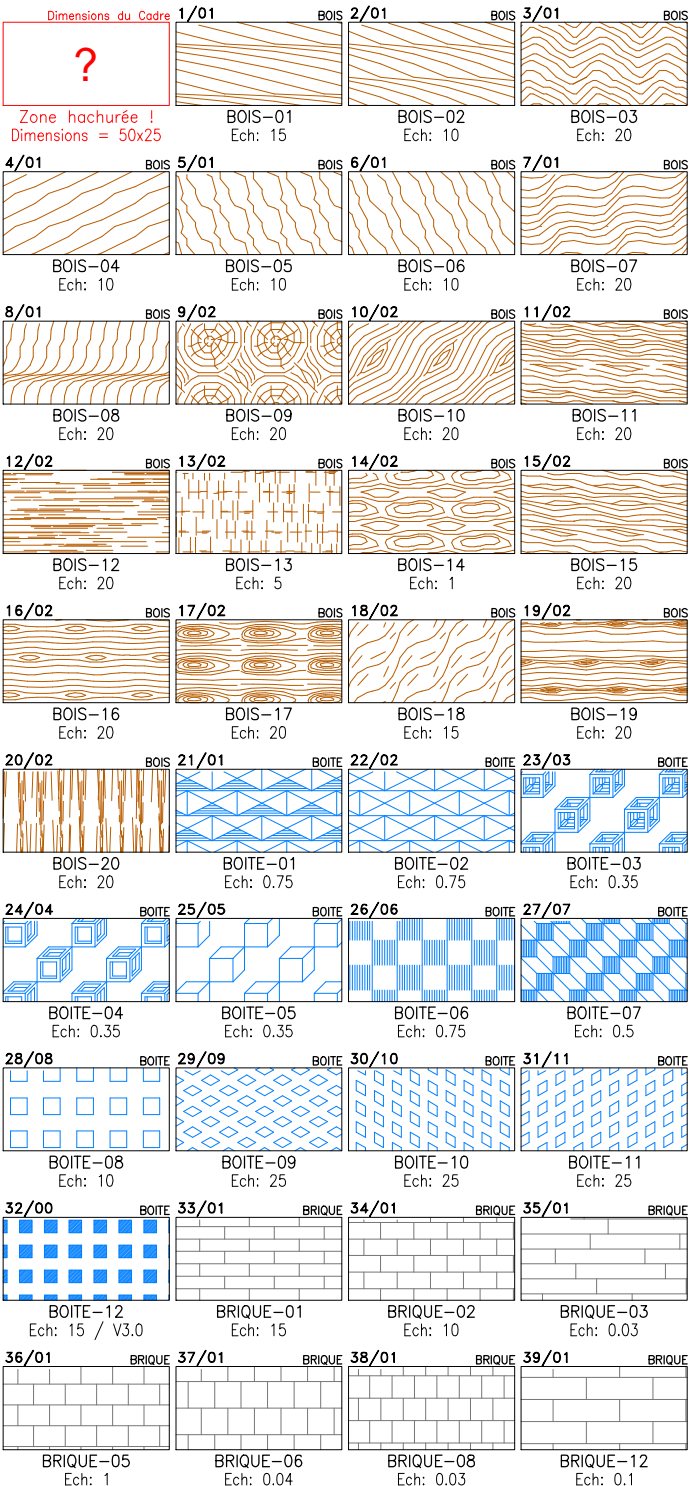 Dimensions du Cadre
?
Zone hachurée !
Dimensions = 50x25
1/01 BOIS
BOIS-01
Ech: 15
2/01 BOIS
BOIS-02
Ech: 10
3/01 BOIS
BOIS-03
Ech: 20
4/01 BOIS
BOIS-04
Ech: 10
5/01 BOIS
BOIS-05
Ech: 10
6/01 BOIS
BOIS-06
Ech: 10
7/01 BOIS
BOIS-07
Ech: 20
8/01 BOIS
BOIS-08
Ech: 20
9/02 BOIS
BOIS-09
Ech: 20
10/02 BOIS
BOIS-10
Ech: 20
11/02 BOIS
BOIS-11
Ech: 20
12/02 BOIS
BOIS-12
Ech: 20
13/02 BOIS
BOIS-13
Ech: 5
14/02 BOIS
BOIS-14
Ech: 1
15/02 BOIS
BOIS-15
Ech: 20
16/02 BOIS
BOIS-16
Ech: 20
17/02 BOIS
BOIS-17
Ech: 20
18/02 BOIS
BOIS-18
Ech: 15
19/02 BOIS
BOIS-19
Ech: 20
20/02 BOIS
BOIS-20
Ech: 20
21/01 BOITE
BOITE-01
Ech: 0.75
22/02 BOITE
BOITE-02
Ech: 0.75
23/03 BOITE
BOITE-03
Ech: 0.35
24/04 BOITE
BOITE-04
Ech: 0.35
25/05 BOITE
BOITE-05
Ech: 0.35
26/06 BOITE
BOITE-06
Ech: 0.75
27/07 BOITE
BOITE-07
Ech: 0.5
28/08 BOITE
BOITE-08
Ech: 10
29/09 BOITE
BOITE-09
Ech: 25
30/10 BOITE
BOITE-10
Ech: 25
31/11 BOITE
BOITE-11
Ech: 25
32/00 BOITE
BOITE-12
Ech: 15 / V3.0
33/01 BRIQUE
BRIQUE-01
Ech: 15
34/01 BRIQUE
BRIQUE-02
Ech: 10
35/01 BRIQUE
BRIQUE-03
Ech: 0.03
36/01 BRIQUE
BRIQUE-05
Ech: 1
37/01 BRIQUE
BRIQUE-06
Ech: 0.04
38/01 BRIQUE
BRIQUE-08
Ech: 0.03
39/01 BRIQUE
BRIQUE-12
Ech: 0.1